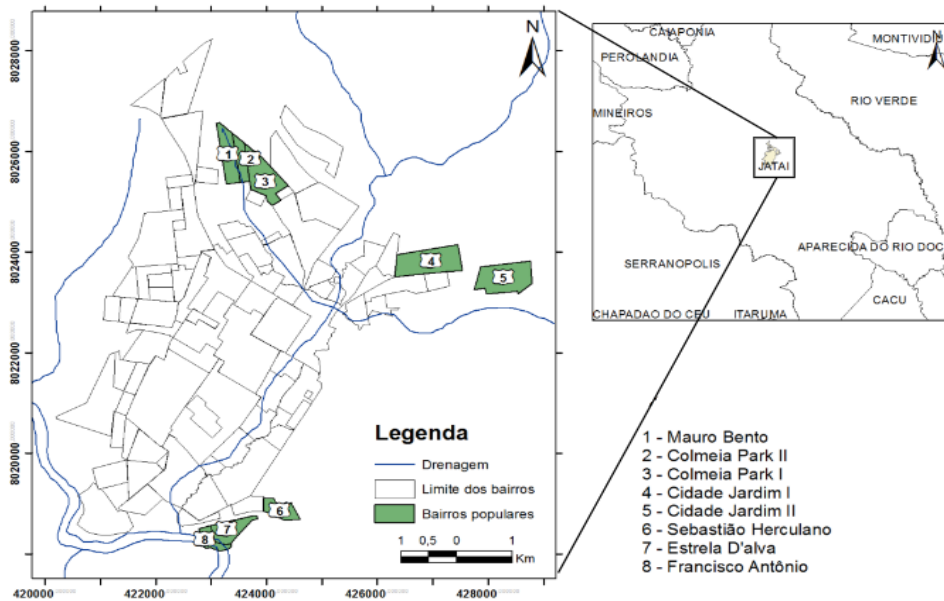 N
8028000
8026000
8024000
8022000
8020000
1
2
3
4
5
6
7
8
Legenda
Drenagem
Limite dos bairros
Bairros populares
1 0,5 0 1
Km
420000
422000
424000
426000
428000
CAIAPONIA
MONTIVIDIU
N
PEROLANDIA
RIO VERDE
MINEIROS
JATAI
APARECIDA DO RIO DOC
SERRANOPOLIS
CACU
CHAPADAO DO CEU
ITARUMA
1 - Mauro Bento
2 - Colmeia Park II
3 - Colmeia Park I
4 - Cidade Jardim I
5 - Cidade Jardim II
6 - Sebastião Herculano
7 - Estrela D'alva
8 - Francisco Antônio